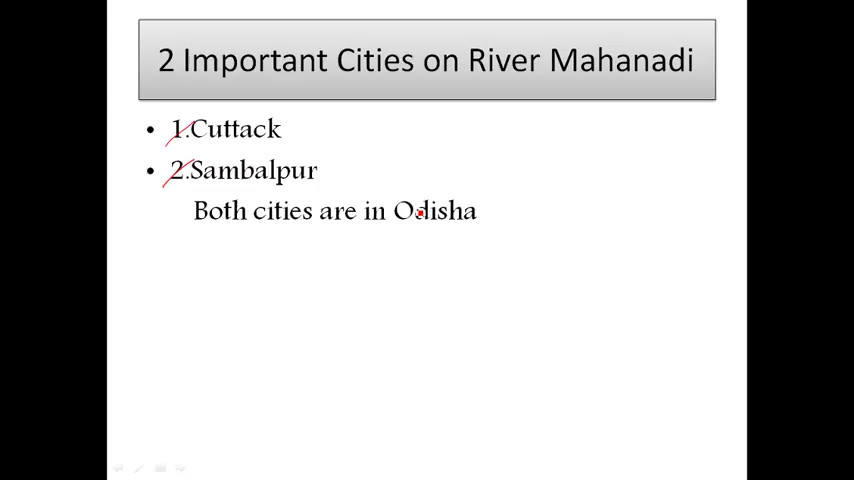 2 Important Cities on River Mahanadi
• 1.Cuttack
• 2.Sambalpur
Both cities are in Odisha